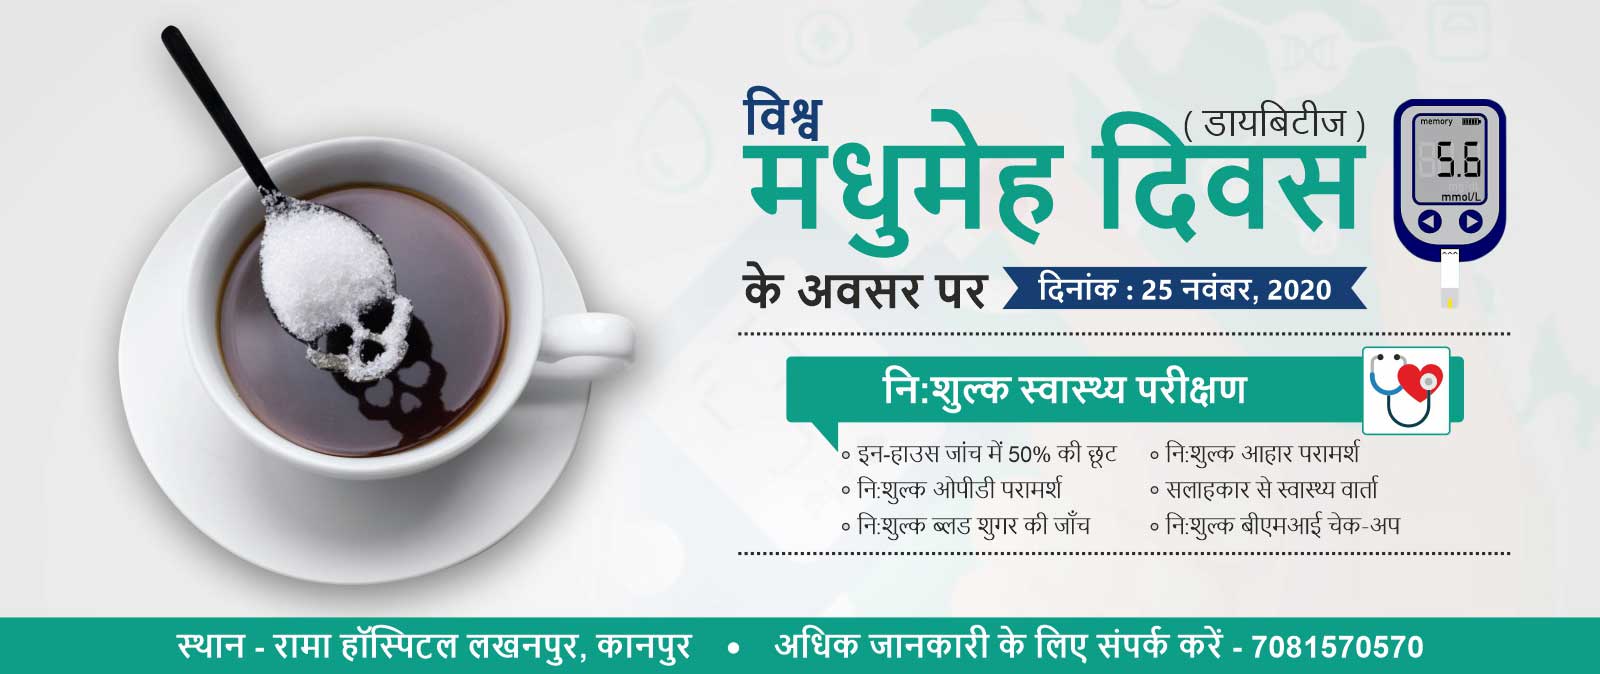 विश्व
( डायबिटीज )
मधुमेह दिवस
के अवसर पर
दिनांक : 25 नवंबर, 2020
memory
5.6
mmol/L
नि:शुल्क स्वास्थ्य परीक्षण
इन-हाउस जांच में 50% की छूट
नि:शुल्क ओपीडी परामर्श
नि:शुल्क ब्लड शुगर की जाँच
नि:शुल्क आहार परामर्श
सलाहकार से स्वास्थ्य वार्ता
नि:शुल्क बीएमआई चेक-अप
स्थान - रामा हॉस्पिटल लखनपुर, कानपुर • अधिक जानकारी के लिए संपर्क करें - 7081570570